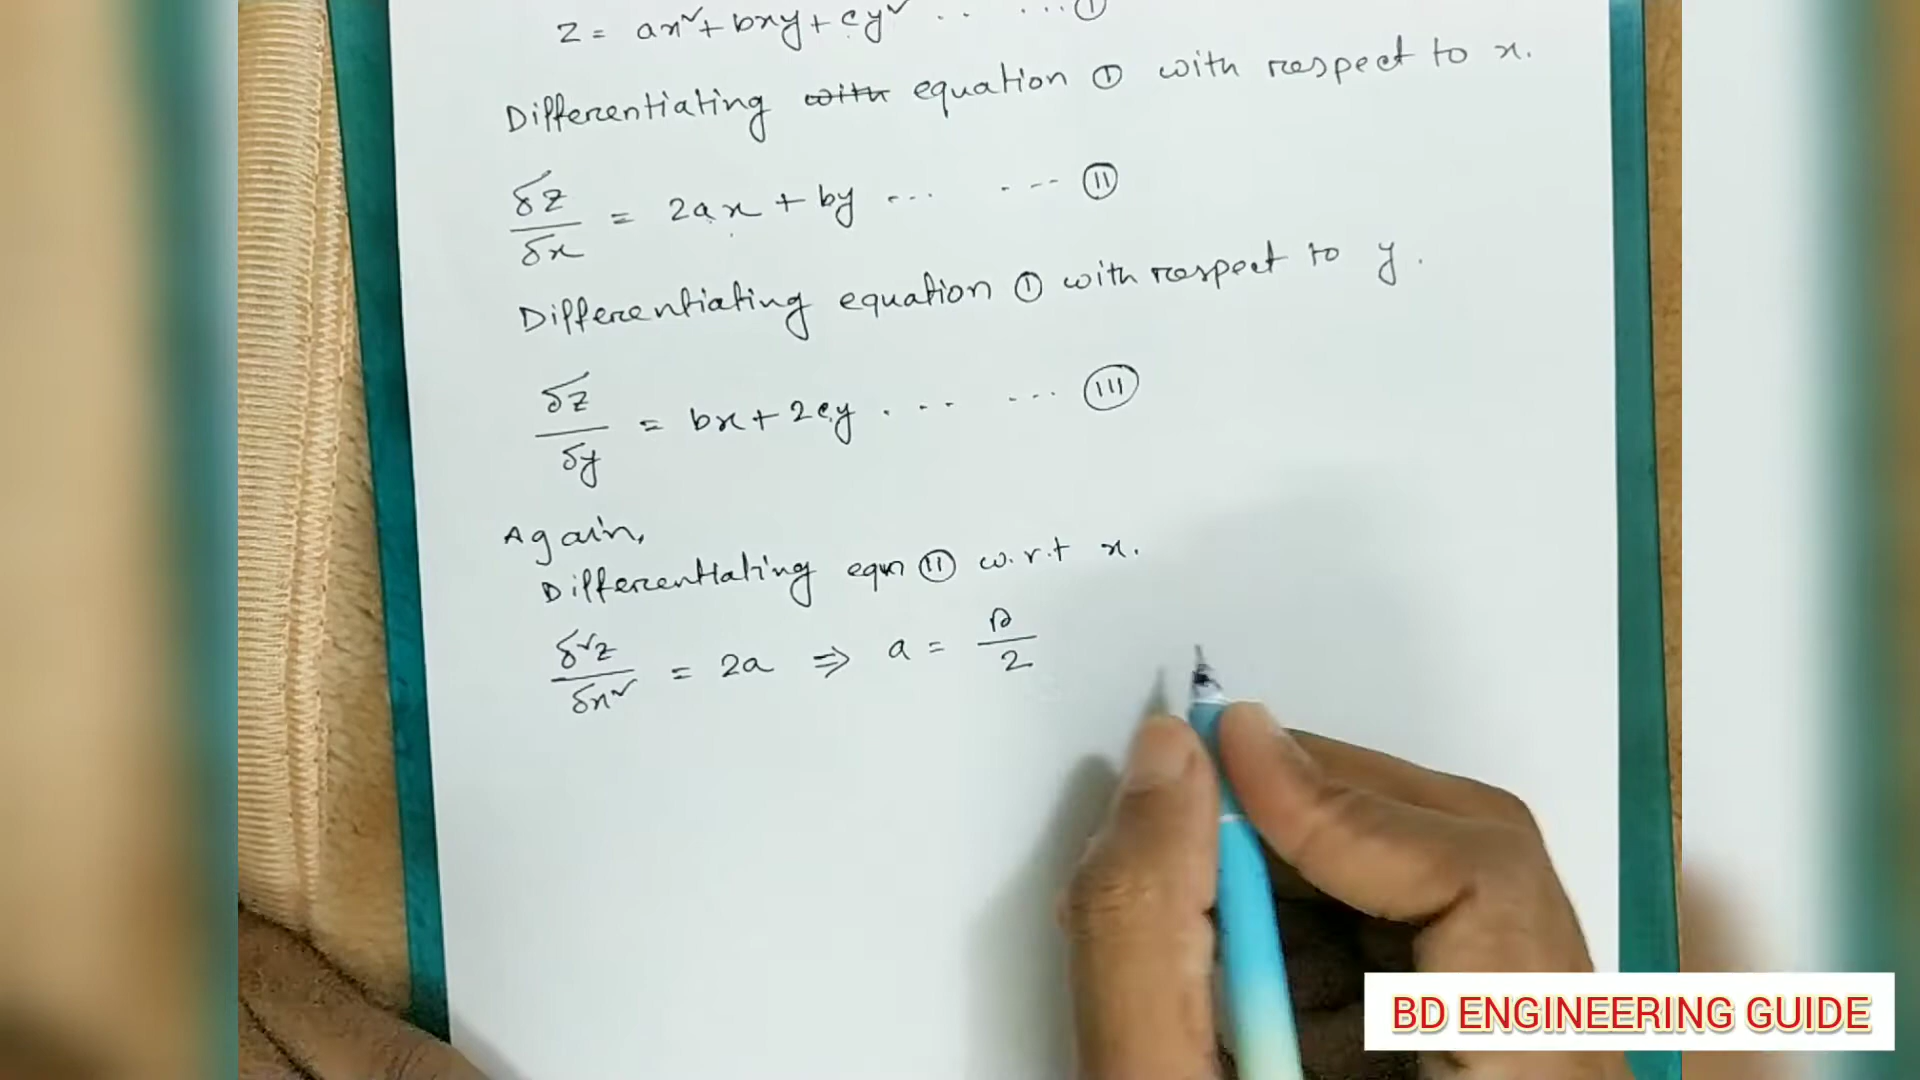 z = ax² + bxy + cy² .. ...①
Differentiating with equation ① with respect to x.
δz/δx = 2ax + by ... --- ⑪
Differentiating equation ① with respect to y.
δz/δy = bx + 2cy .... ... ⑪⑪
Again,
Differentiating eqn ⑪ w.r.t x.
δ²z/δx² = 2a ⇒ a = /2
BD ENGINEERING GUIDE